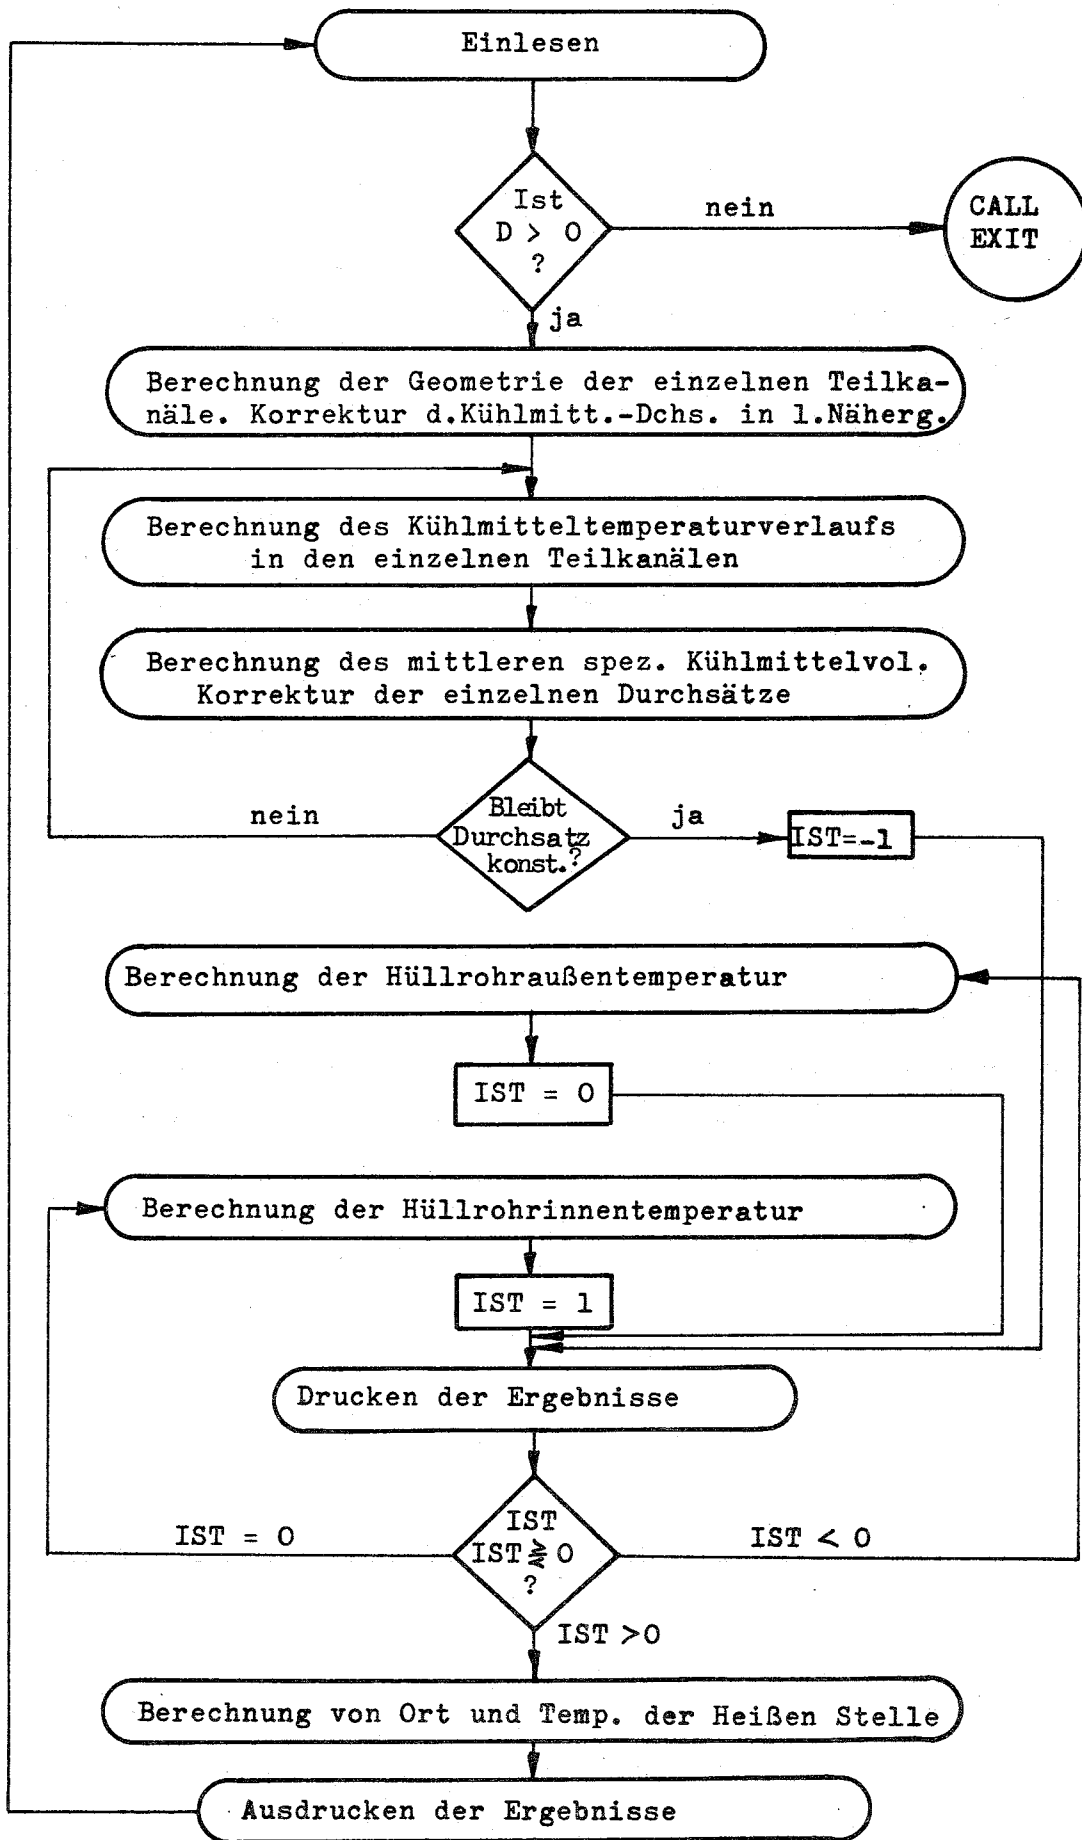 Einlesen
Ist
D > 0
?
nein
CALL
EXIT
ja
Berechnung der Geometrie der einzelnen Teilka-
näle. Korrektur d.Kühlmitt.-Dchs. in 1.Näherg.
Berechnung des Kühlmitteltemperaturverlaufs
in den einzelnen Teilkanälen
Berechnung des mittleren spez. Kühlmittelvol.
Korrektur der einzelnen Durchsätze
nein
Bleibt
Durchsatz
konst.?
ja
IST=-1
Berechnung der Hüllrohraußentemperatur
IST = 0
Berechnung der Hüllrohrinnentemperatur
IST = 1
Drucken der Ergebnisse
IST = 0
IST
IST ⋛ 0
?
IST < 0
IST >0
Berechnung von Ort und Temp. der Heißen Stelle
Ausdrucken der Ergebnisse